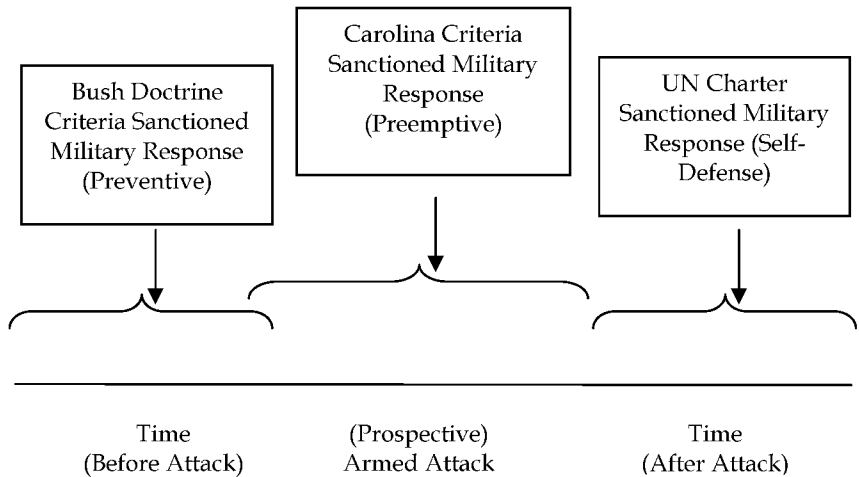 Bush Doctrine
Criteria Sanctioned
Military Response
(Preventive)
Carolina Criteria
Sanctioned Military
Response
(Preemptive)
UN Charter
Sanctioned Military
Response (Self-
Defense)
Time
(Before Attack)
(Prospective)
Armed Attack
Time
(After Attack)